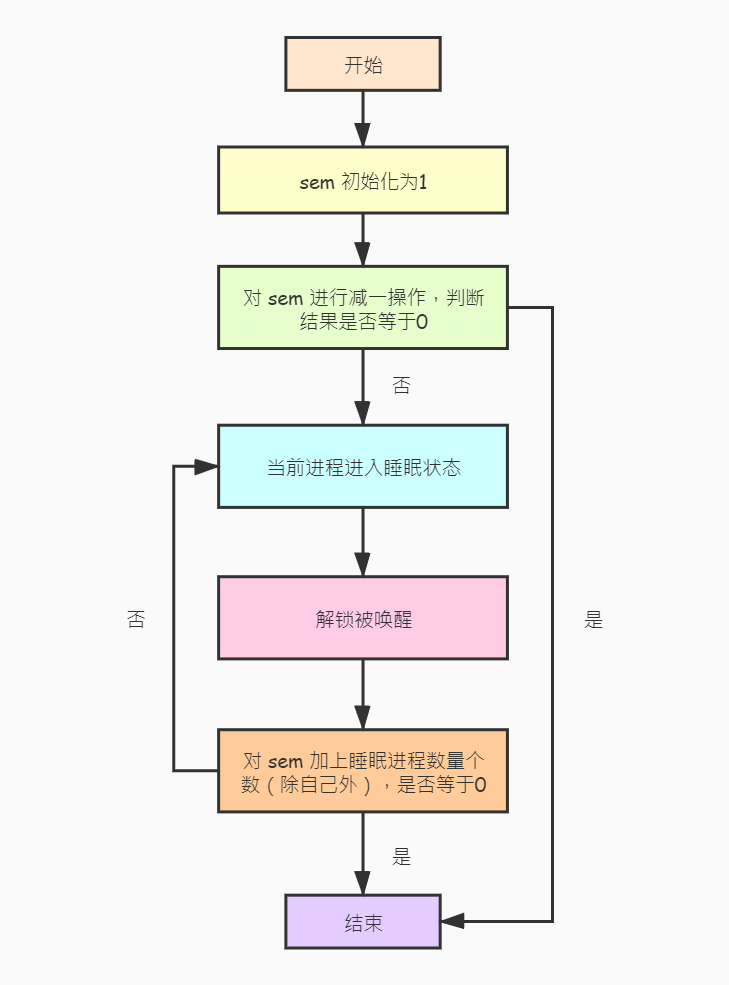 开始
sem 初始化为1
对 sem 进行减一操作，判断
结果是否等于0
否
当前进程进入睡眠状态
解锁被唤醒
否
是
对 sem 加上睡眠进程数量个
数（除自己外），是否等于0
是
结束